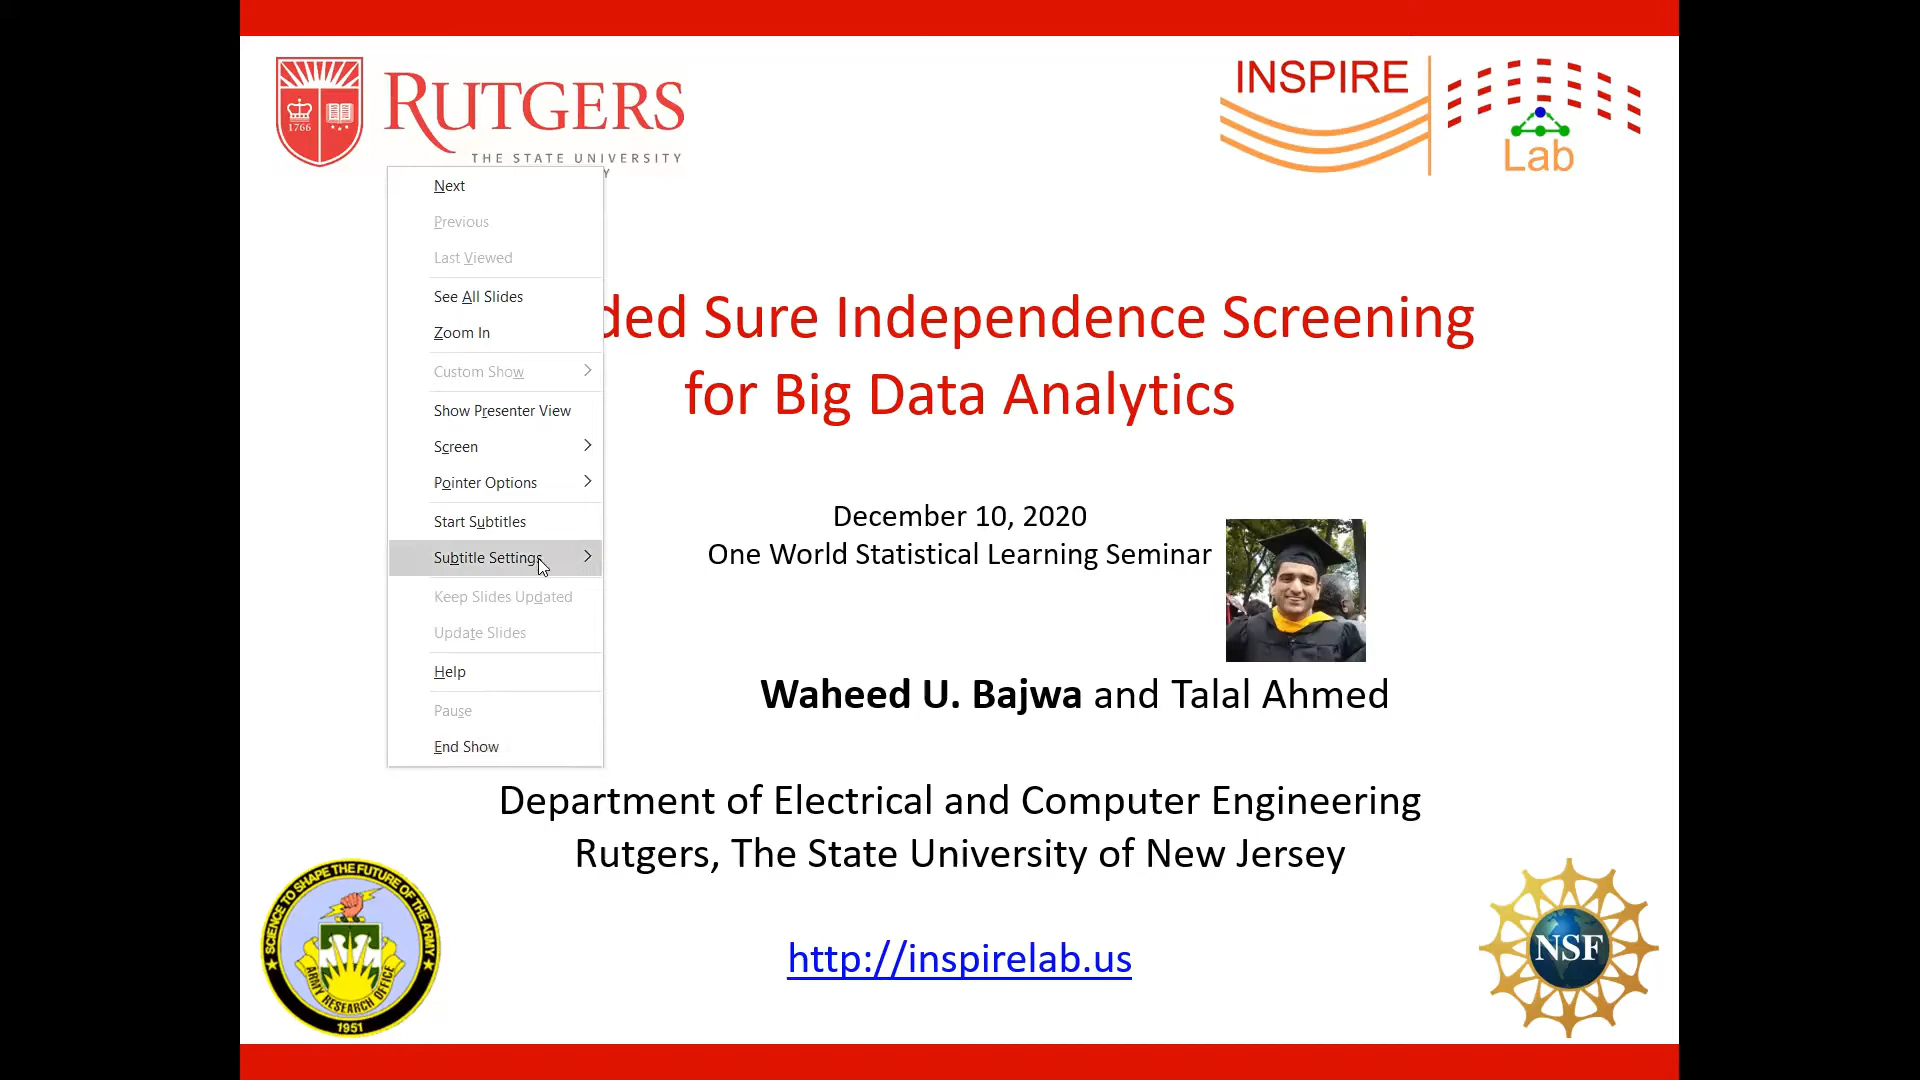 RUTGERS
THE STATE UNIVERSITY
Y
1766
INSPIRE
Lab
Next
Previous
Last Viewed
See All Slides
Zoom In
Custom Show
Show Presenter View
Screen
Pointer Options
Start Subtitles
Subtitle Settings
Keep Slides Updated
Update Slides
Help
Pause
End Show
ded Sure Independence Screening
for Big Data Analytics
December 10, 2020
One World Statistical Learning Seminar
Waheed U. Bajwa and Talal Ahmed
Department of Electrical and Computer Engineering
Rutgers, The State University of New Jersey
http://inspirelab.us
SCIENCE TO SHAPE THE FUTURE OF THE ARMY
ARMY RESEARCH OFFICE
1951
NSF